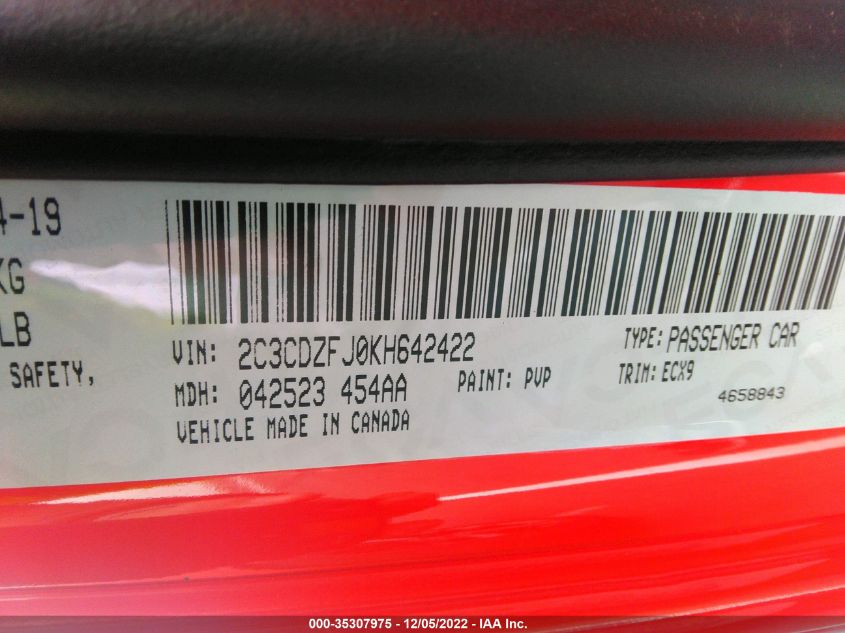 4-19
KG
LB
SAFETY,
VIN: 2C3CDZFJ0KH642422
TYPE: PASSENGER CAR
MDH: 042523 454AA
PAINT: PVP
TRIM: ECX9
4658843
VEHICLE MADE IN CANADA
000-35307975 - 12/05/2022 - IAA Inc.